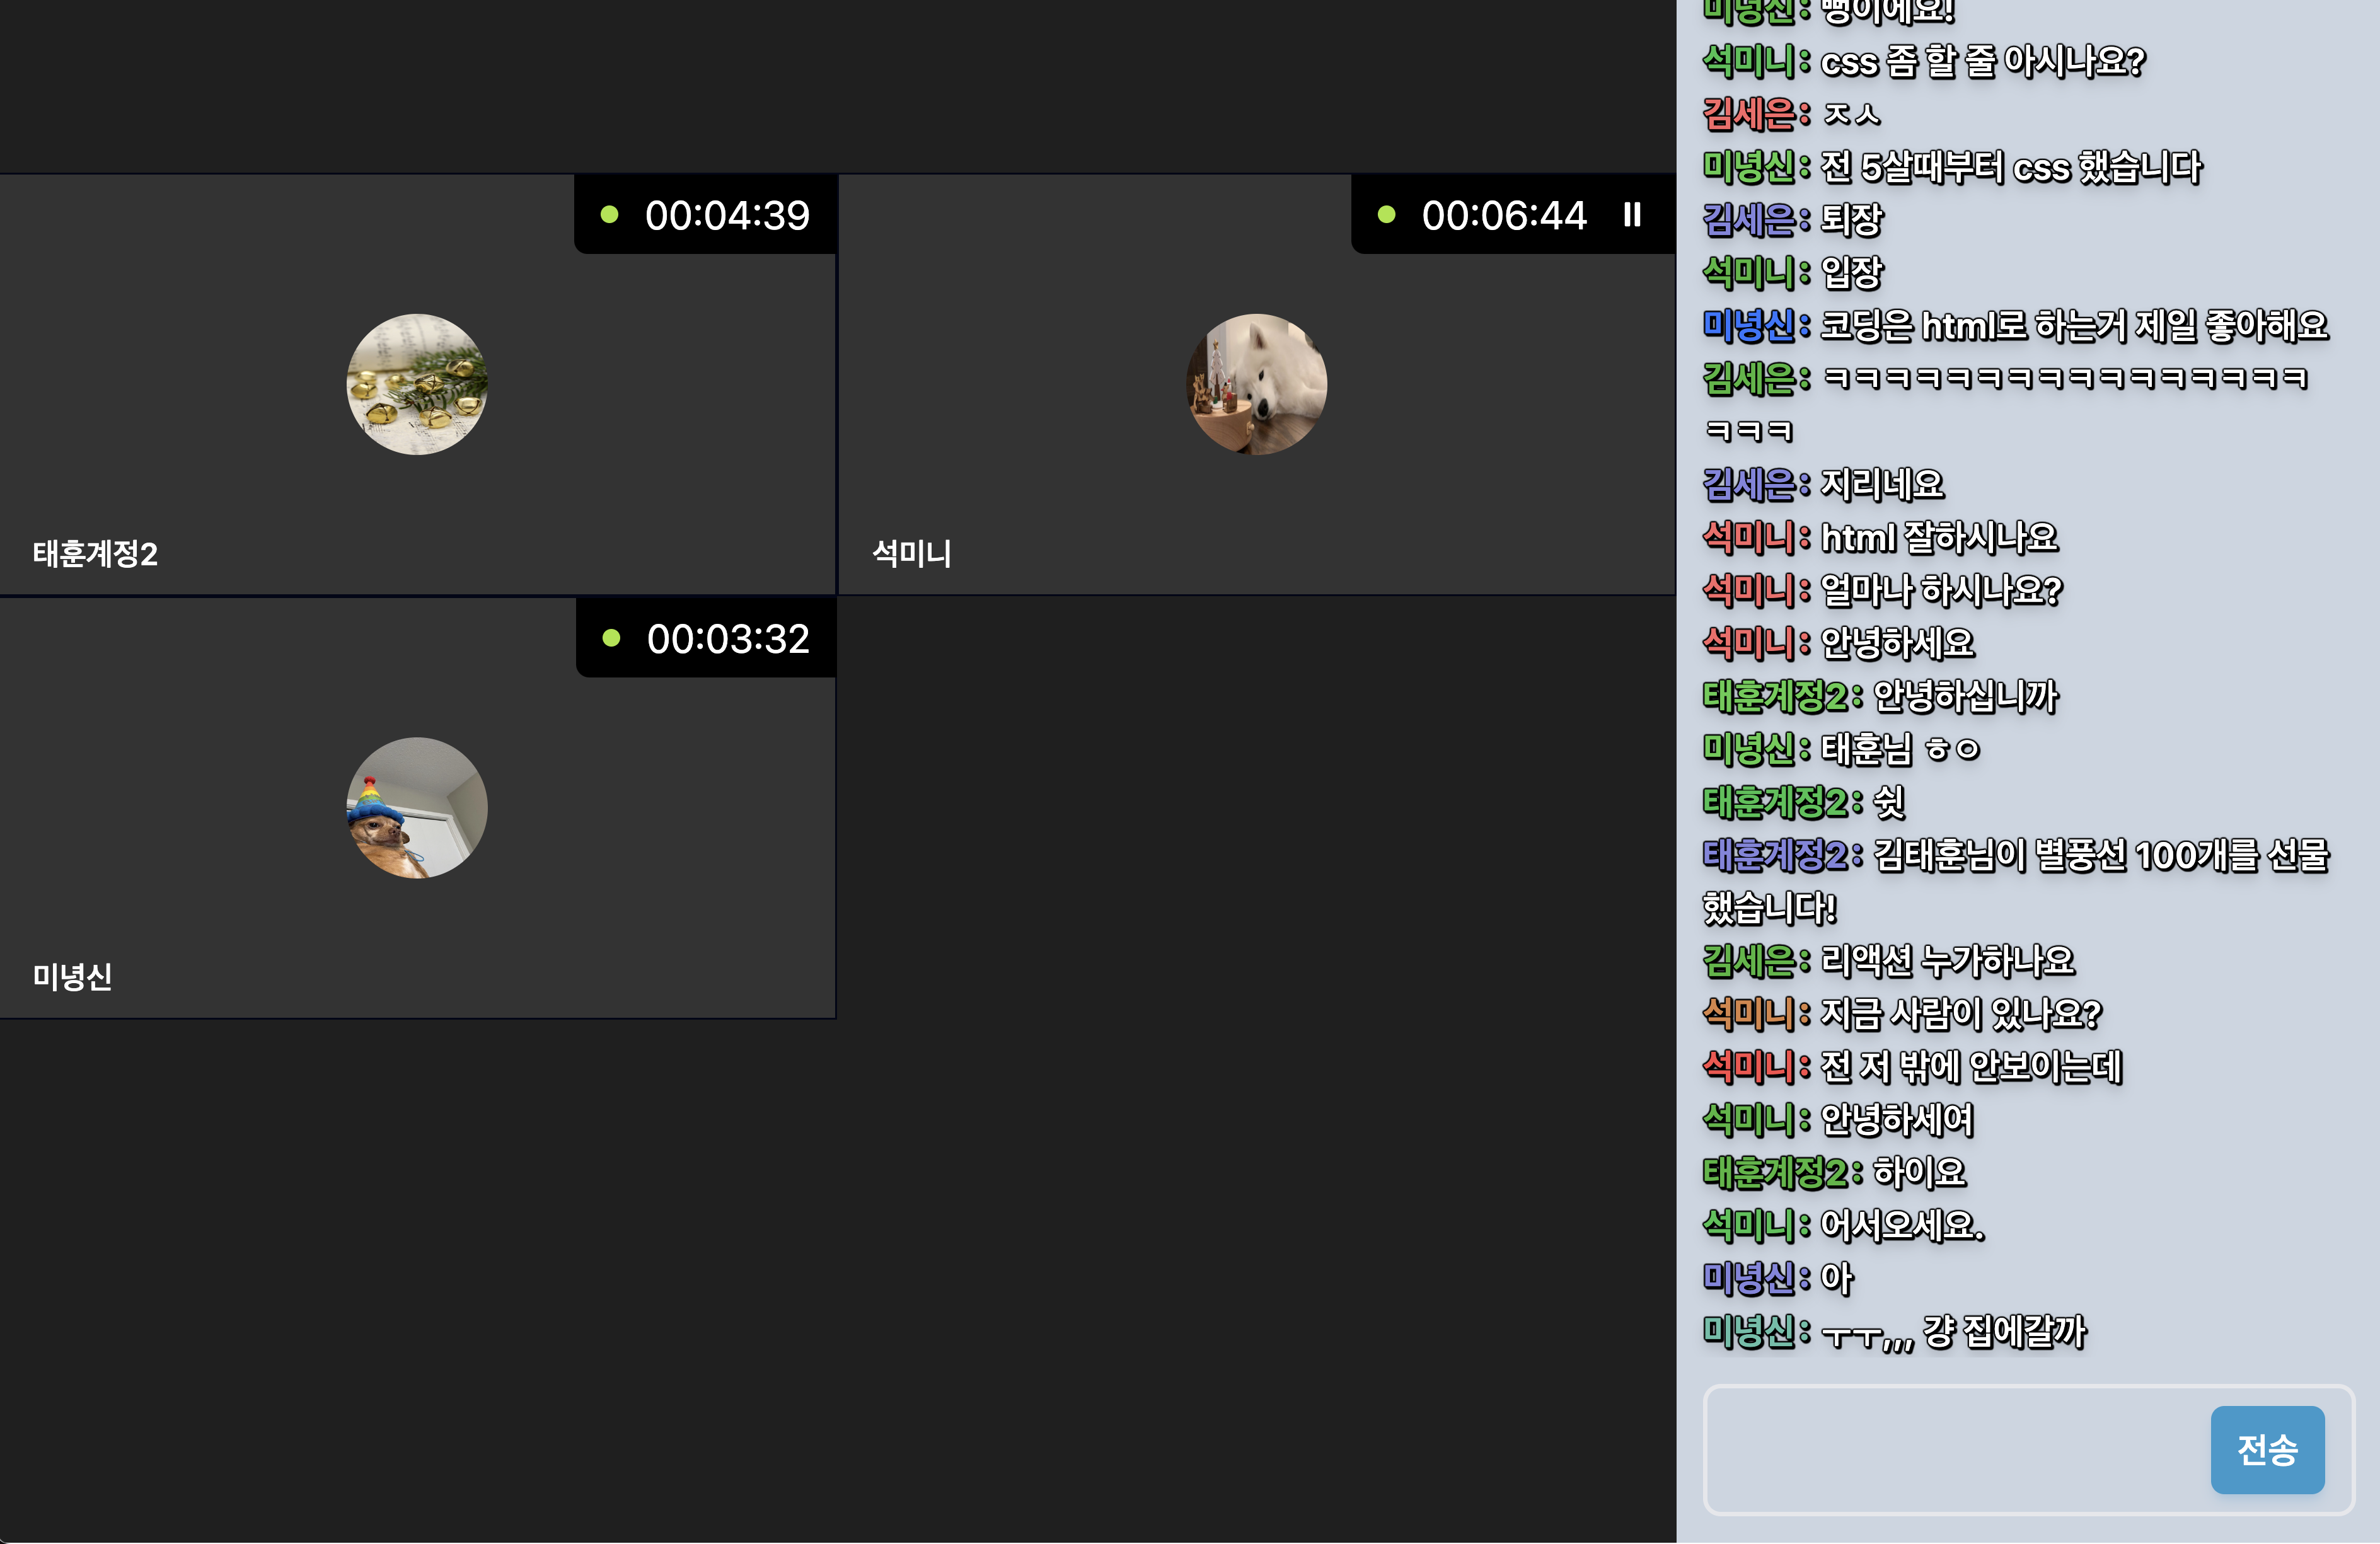 00:04:39
태훈계정2
00:06:44
석미니
00:03:32
미녕신
미녕신: 뻥이에요!
석미니: css 좀 할 줄 아시나요?
김세은: ㅈㅅ
미녕신: 전 5살때부터 css 했습니다
김세은: 퇴장
석미니: 입장
미녕신: 코딩은 html로 하는거 제일 좋아해요
김세은: ㅋㅋㅋㅋㅋㅋㅋㅋㅋㅋㅋㅋㅋㅋㅋㅋ
ㅋㅋㅋ
김세은: 지리네요
석미니: html 잘하시나요
석미니: 얼마나 하시나요?
석미니: 안녕하세요
태훈계정2: 안녕하십니까
미녕신: 태훈님 ㅎㅇ
태훈계정2: 쉿
태훈계정2: 김태훈님이 별풍선 100개를 선물
했습니다!
김세은: 리액션 누가하나요
석미니: 지금 사람이 있나요?
석미니: 전 저 밖에 안보이는데
석미니: 안녕하세여
태훈계정2: 하이요
석미니: 어서오세요.
미녕신: 아
미녕신: ㅜㅜ,,, 걍 집에갈까
전송